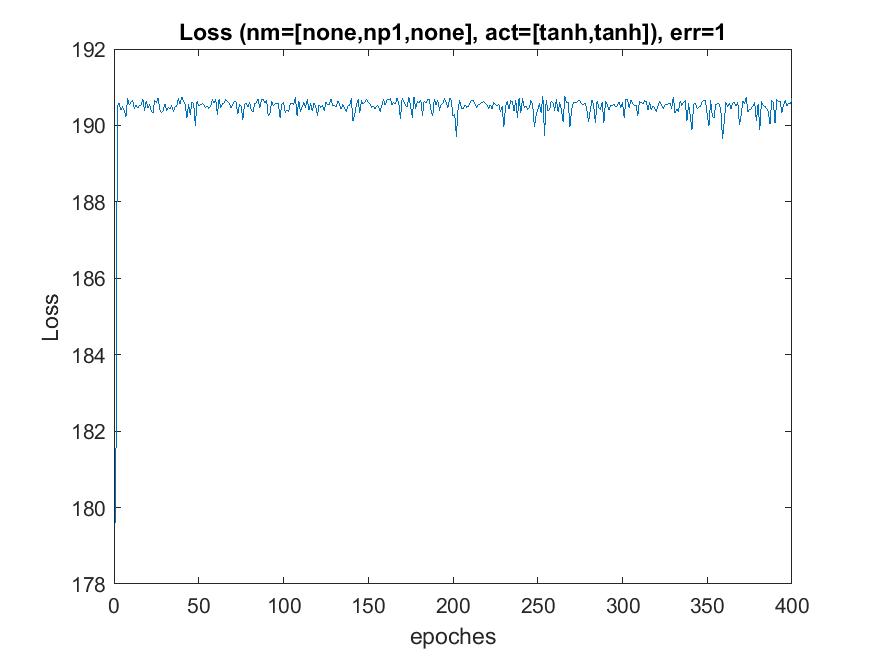 Loss (nm=[none,np1,none], act=[tanh,tanh]), err=1
192
190
188
186
184
182
180
178
Loss
0 50 100 150 200 250 300 350 400
epoches